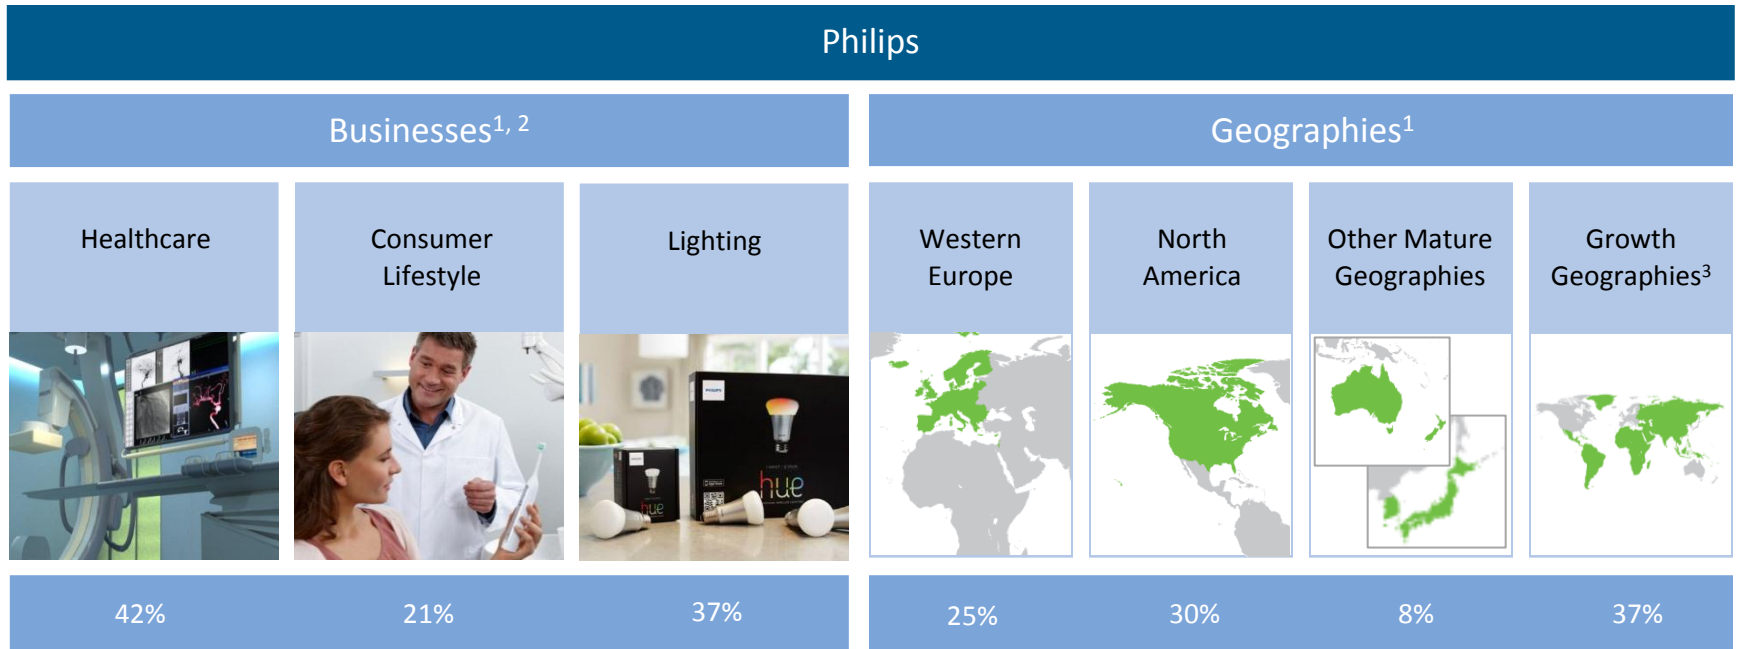 Philips
Businesses1, 2
Geographies1
Healthcare
Consumer
Lifestyle
Lighting
Western
Europe
North
America
Other Mature
Geographies
Growth
Geographies3
PHILIPS
hue
hue
42%
21%
37%
25%
30%
8%
37%